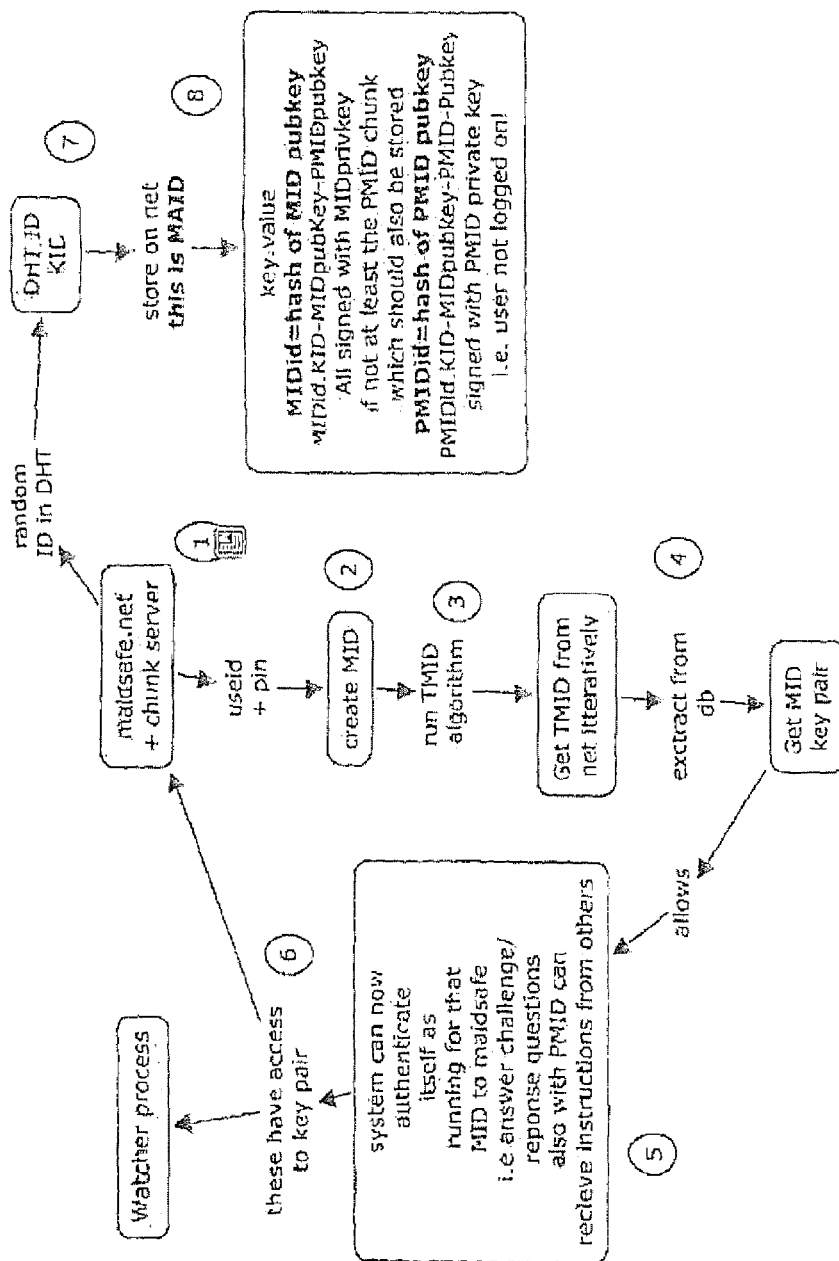 maidsafe.net
+ chunk server
1
useid
+ pin
create MID
2
run TMID
algorithm
3
Get TMID from
net itteratively
exctract from
db
4
Get MID
key pair
allows
system can now
authenticate
itself as
running for that
MID to maidsafe
i.e answer challenge/
reponse questions
also with PMID can
recieve instructions from others
5
these have access
to key pair
6
Watcher process
random
ID in DHT
DHT ID
KID
7
store on net
this is MAID
8
key-value
MIDid=hash of MID pubkey
MIDid.KID-MIDpubKey-PMIDpubkey
All signed with MIDprivkey
if not at least the PMID chunk
which should also be stored
PMIDid=hash of PMID pubkey
PMIDid.KID-MIDpubkey-PMID-Pubkey
signed with PMID private key
i.e. user not logged on!